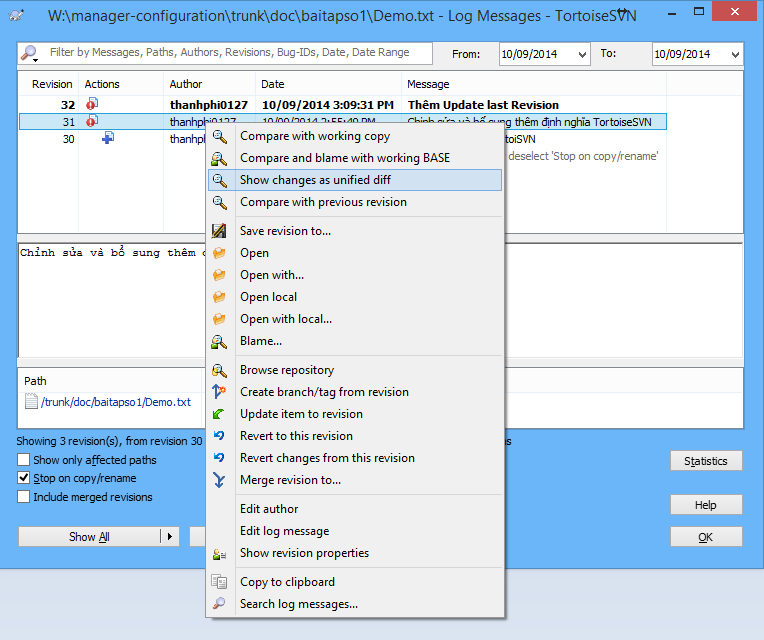 W:\manager-configuration\trunk\doc\baitapso1\Demo.txt - Log Messages - TortoiseSVN
Filter by Messages, Paths, Authors, Revisions, Bug-IDs, Date, Date Range
From: 10/09/2014 To: 10/09/2014
Revision Actions Author Date Message
32 thanhphi0127 10/09/2014 3:09:31 PM Thêm Update last Revision
31 thanhphi0127 10/09/2014 2:55:40 PM Chỉnh sửa và bổ sung thêm định nghĩa TortoiseSVN
30 thanhp toiSVN
deselect 'Stop on copy/rename'
Compare with working copy
Compare and blame with working BASE
Show changes as unified diff
Compare with previous revision
Save revision to...
Open
Open with...
Open local
Open with local...
Blame...
Browse repository
Create branch/tag from revision
Update item to revision
Revert to this revision
Revert changes from this revision
Merge revision to...
Edit author
Edit log message
Show revision properties
Copy to clipboard
Search log messages...
Chỉnh sửa và bổ sung thêm
Path
/trunk/doc/baitapso1/Demo.txt
Showing 3 revision(s), from revision 30
Show only affected paths
Stop on copy/rename
Include merged revisions
Statistics
Help
Show All
OK